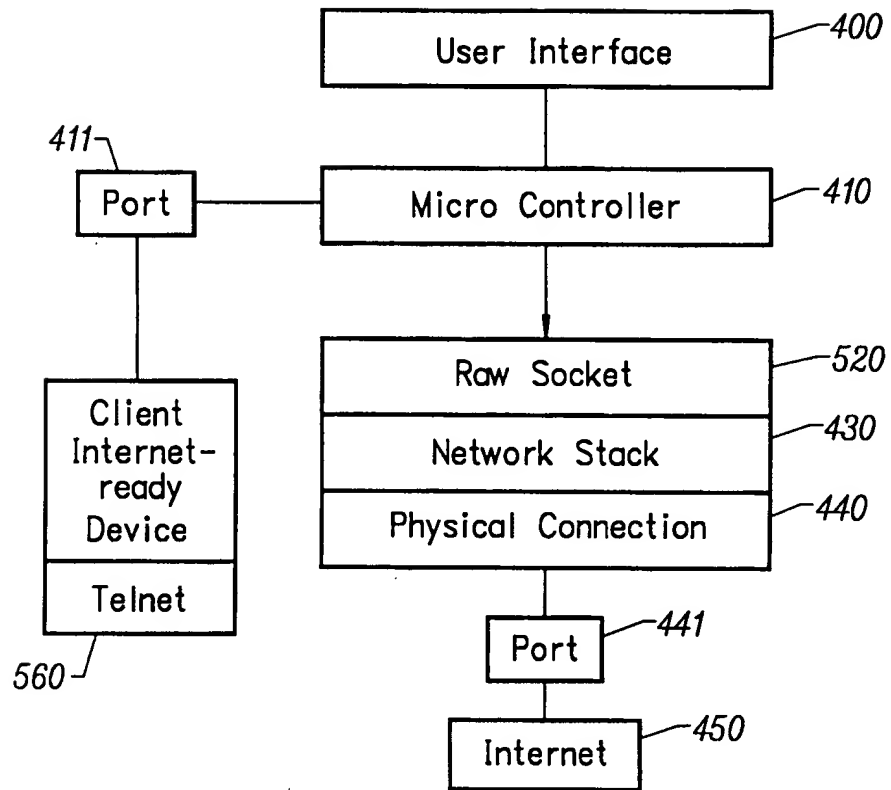 400
User Interface
411
Port
Micro Controller
410
Raw Socket
520
Client
Internet-
ready
Device
Network Stack
430
Physical Connection
440
Telnet
560
Port
441
Internet
450